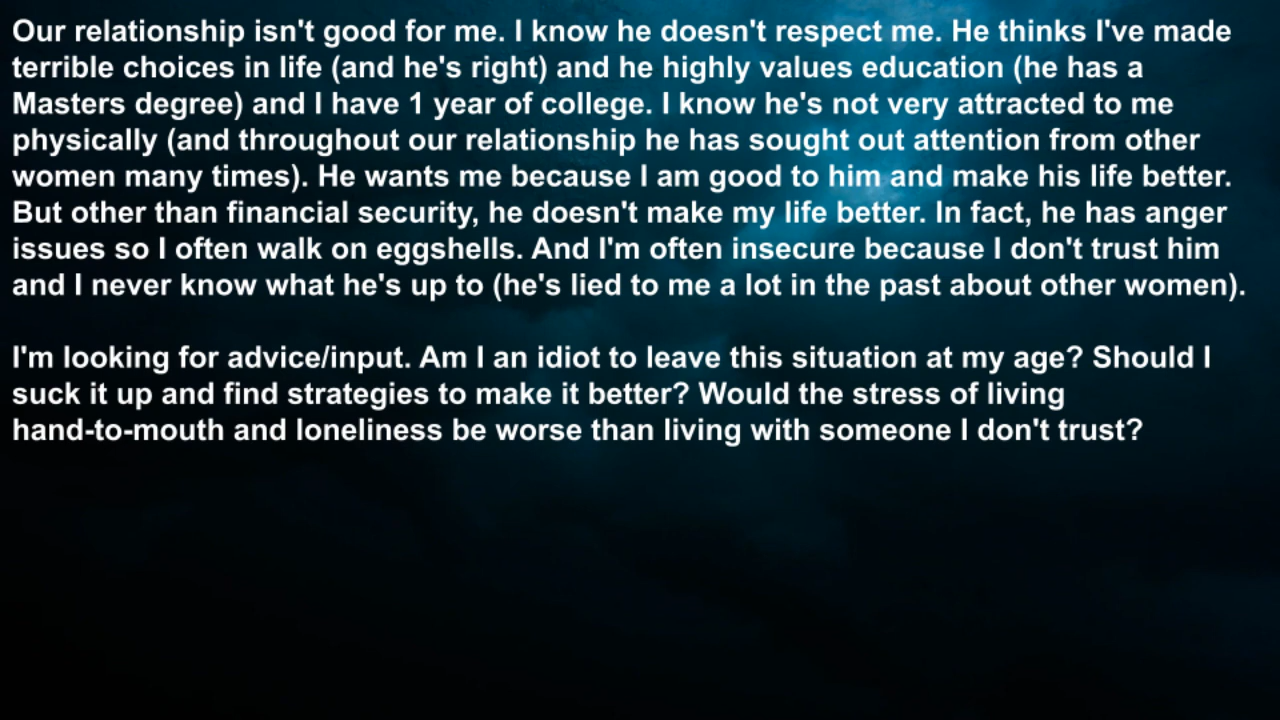 Our relationship isn't good for me. I know he doesn't respect me. He thinks I've made
terrible choices in life (and he's right) and he highly values education (he has a
Masters degree) and I have 1 year of college. I know he's not very attracted to me
physically (and throughout our relationship he has sought out attention from other
women many times). He wants me because I am good to him and make his life better.
But other than financial security, he doesn't make my life better. In fact, he has anger
issues so I often walk on eggshells. And I'm often insecure because I don't trust him
and I never know what he's up to (he's lied to me a lot in the past about other women).
I'm looking for advice/input. Am I an idiot to leave this situation at my age? Should I
suck it up and find strategies to make it better? Would the stress of living
hand-to-mouth and loneliness be worse than living with someone I don't trust?